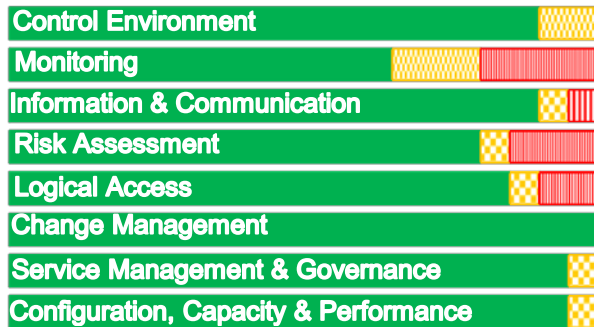 Control Environment
Monitoring
Information & Communication
Risk Assessment
Logical Access
Change Management
Service Management & Governance
Configuration, Capacity & Performance